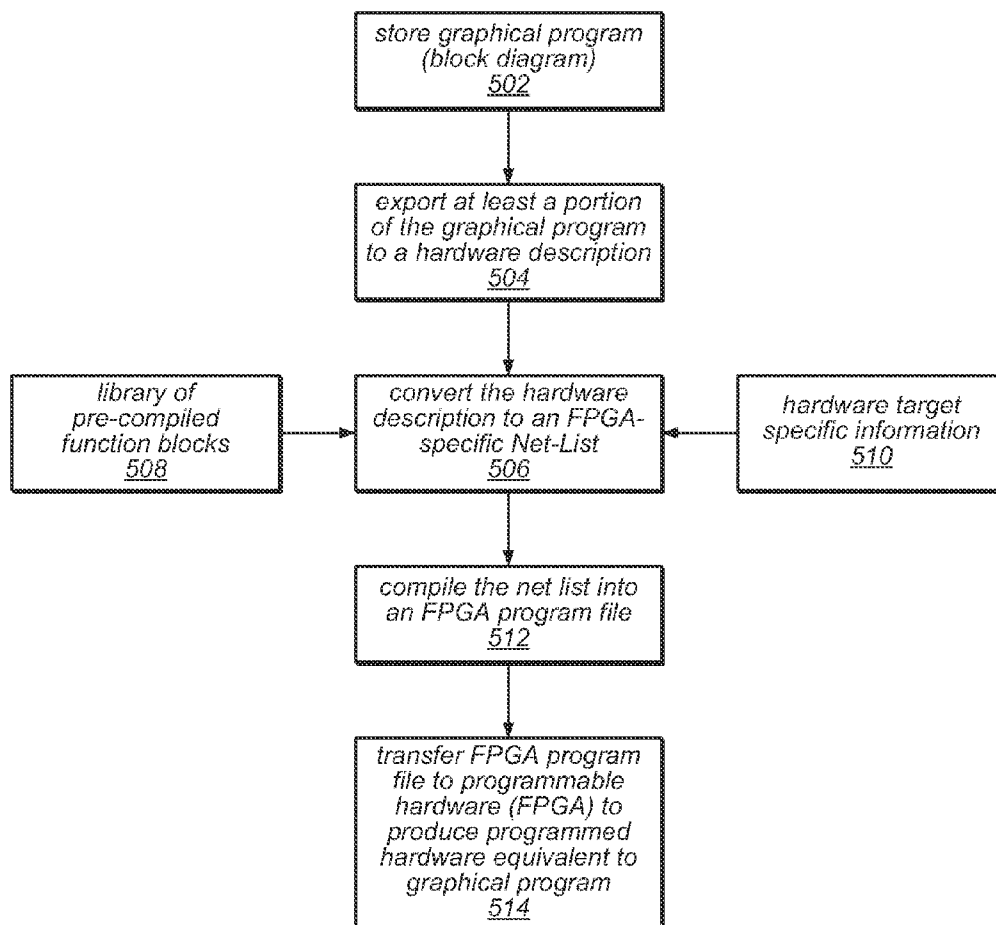 store graphical program
(block diagram)
502
export at least a portion
of the graphical program
to a hardware description
504
library of
pre-compiled
function blocks
508
convert the hardware
description to an FPGA-
specific Net-List
506
hardware target
specific information
510
compile the net list into
an FPGA program file
512
transfer FPGA program
file to programmable
hardware (FPGA) to
produce programmed
hardware equivalent to
graphical program
514